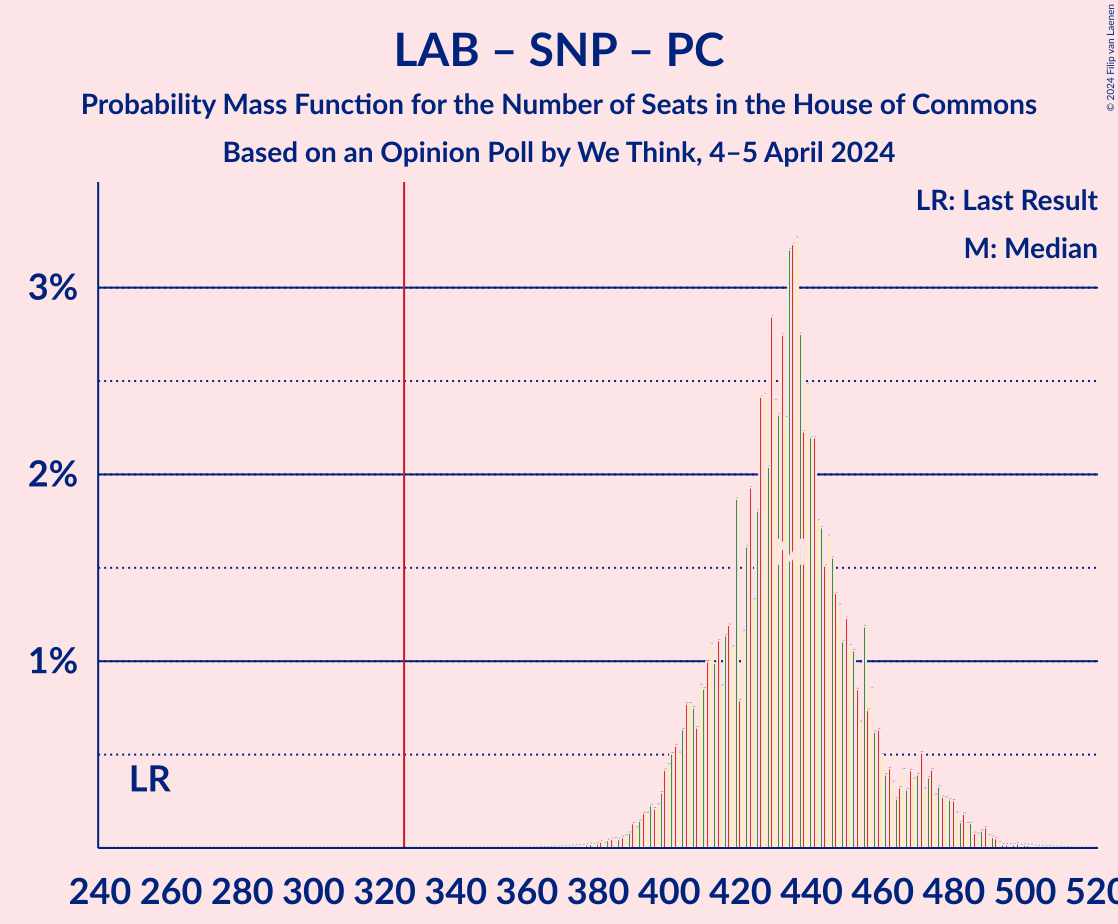 LAB – SNP – PC
Probability Mass Function for the Number of Seats in the House of Commons
Based on an Opinion Poll by We Think, 4–5 April 2024
© 2024 Filip van Laenen
LR: Last Result
M: Median
3%
2%
1%
LR
240 260 280 300 320 340 360 380 400 420 440 460 480 500 520